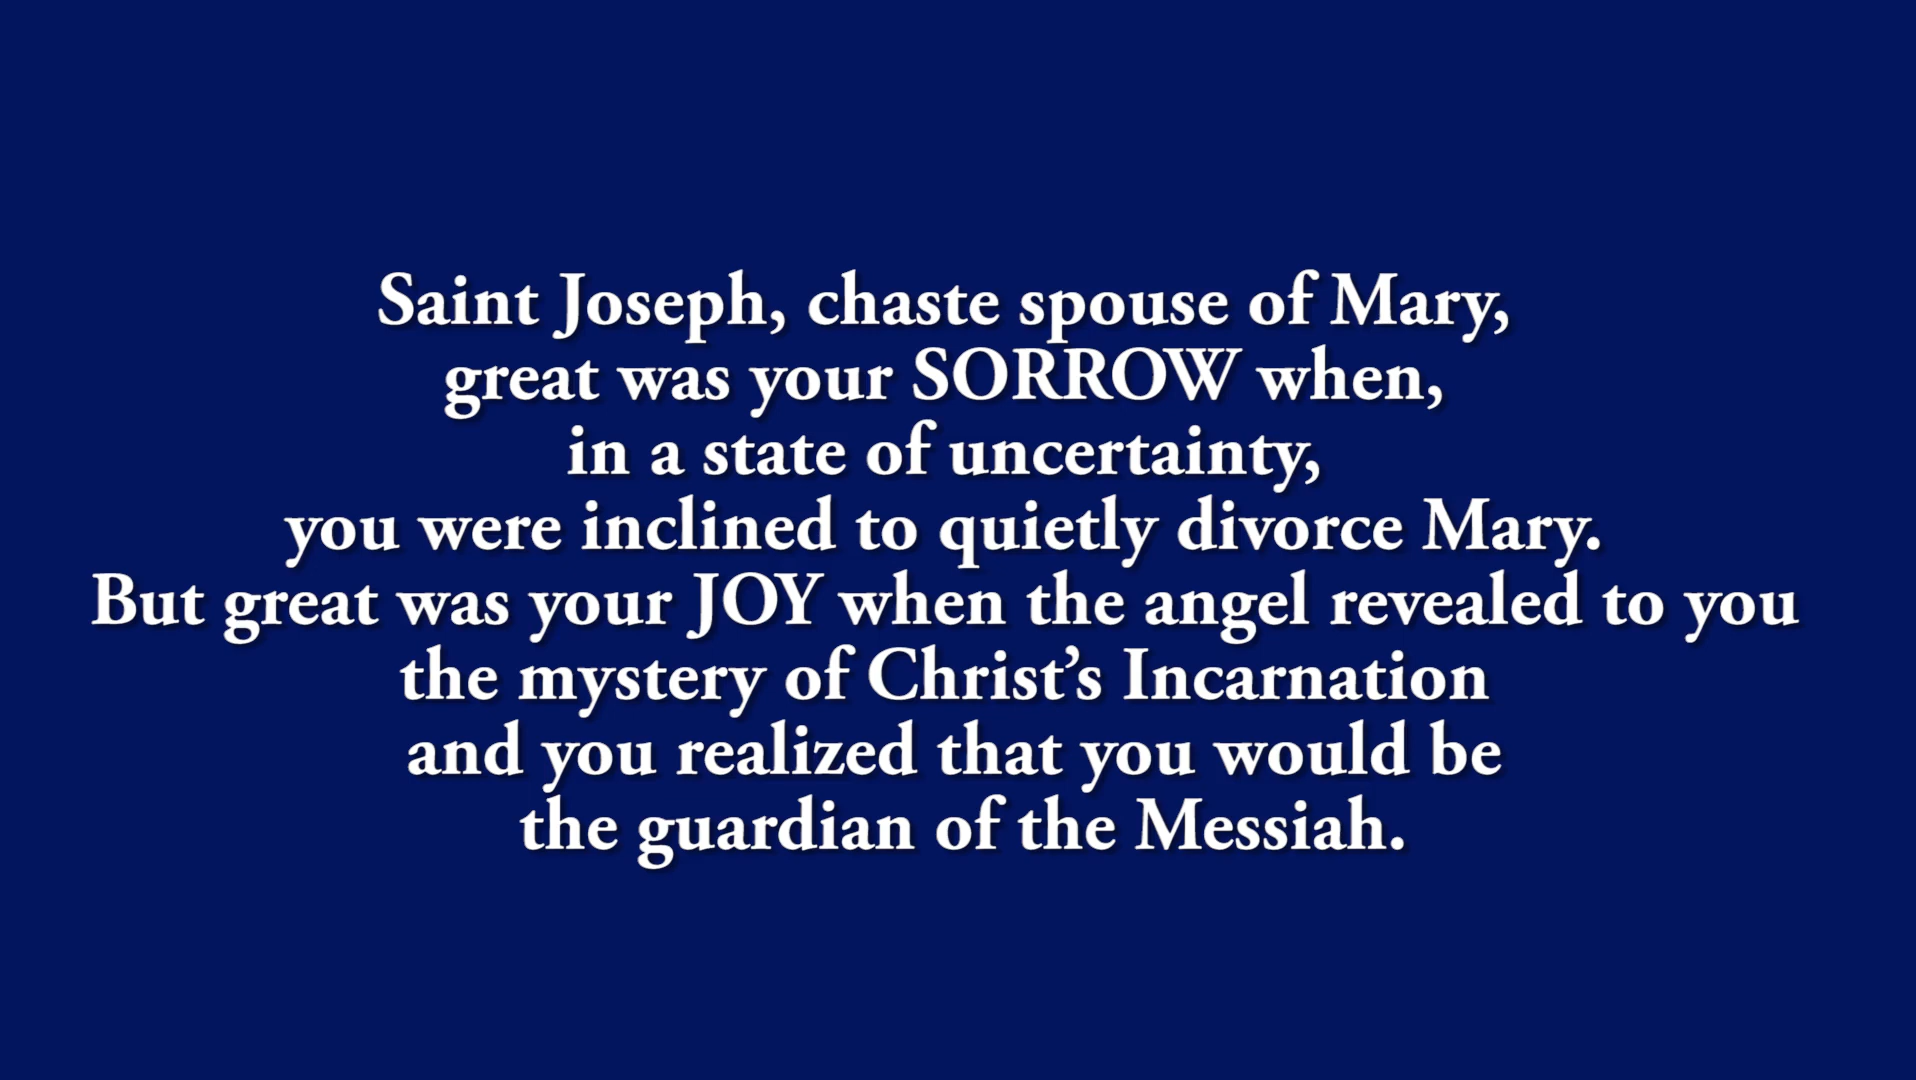 Saint Joseph, chaste spouse of Mary,
great was your SORROW when,
in a state of uncertainty,
you were inclined to quietly divorce Mary.
But great was your JOY when the angel revealed to you
the mystery of Christ’s Incarnation
and you realized that you would be
the guardian of the Messiah.